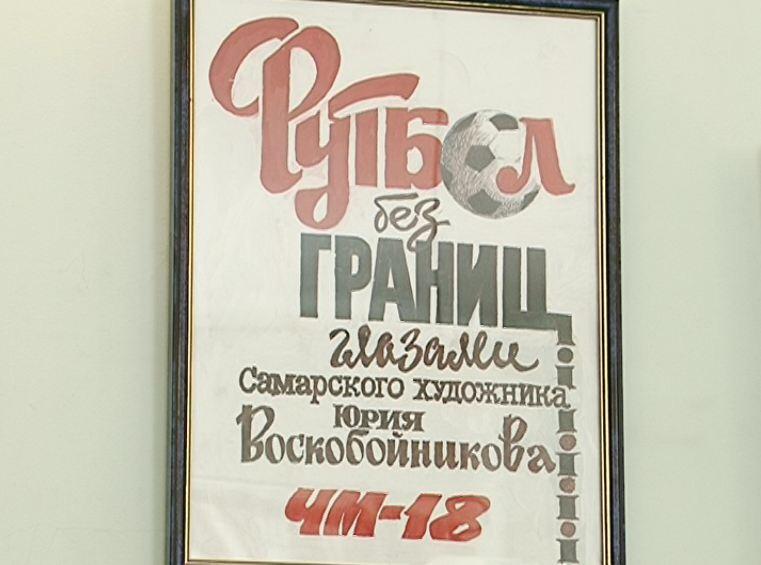 Футбол
без
ГРАНИЦ
глазами
Самарского художника
Юрия
Воскобойникова
ЧМ-18